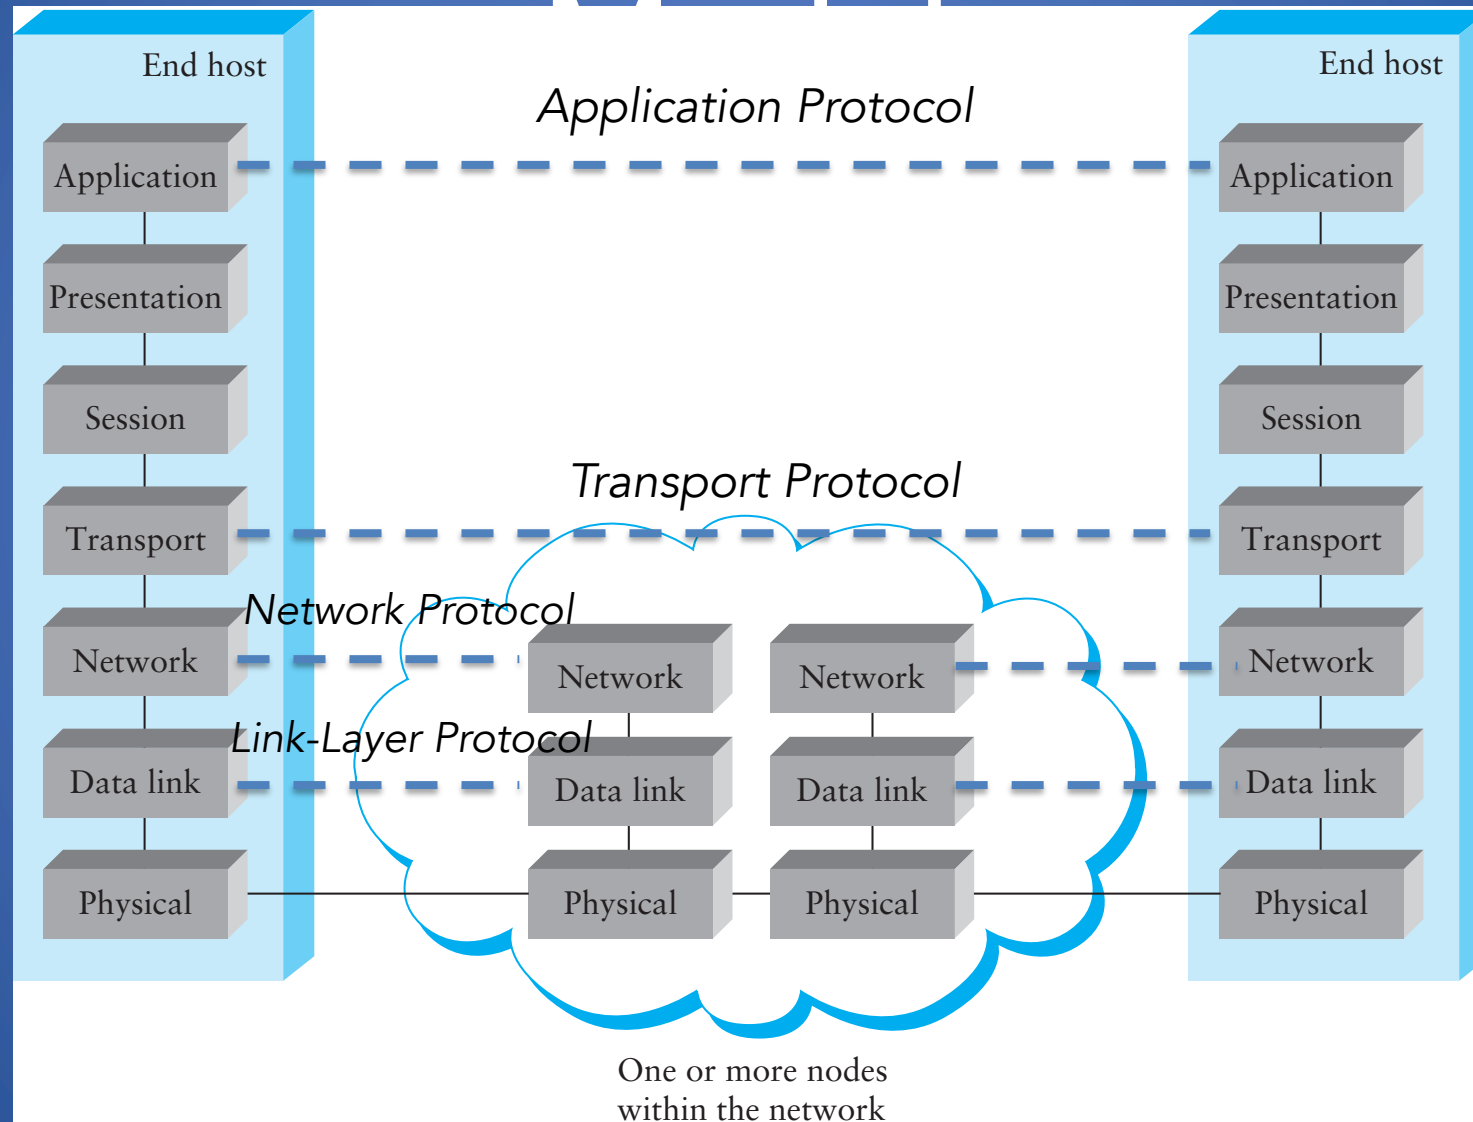 End host
End host
Application Protocol
Application
Application
Presentation
Presentation
Session
Session
Transport Protocol
Transport
Transport
Network Protocol
Network
Network
Network
Network
Link-Layer Protocol
Data link
Data link
Data link
Data link
Physical
Physical
Physical
Physical
One or more nodes
within the network